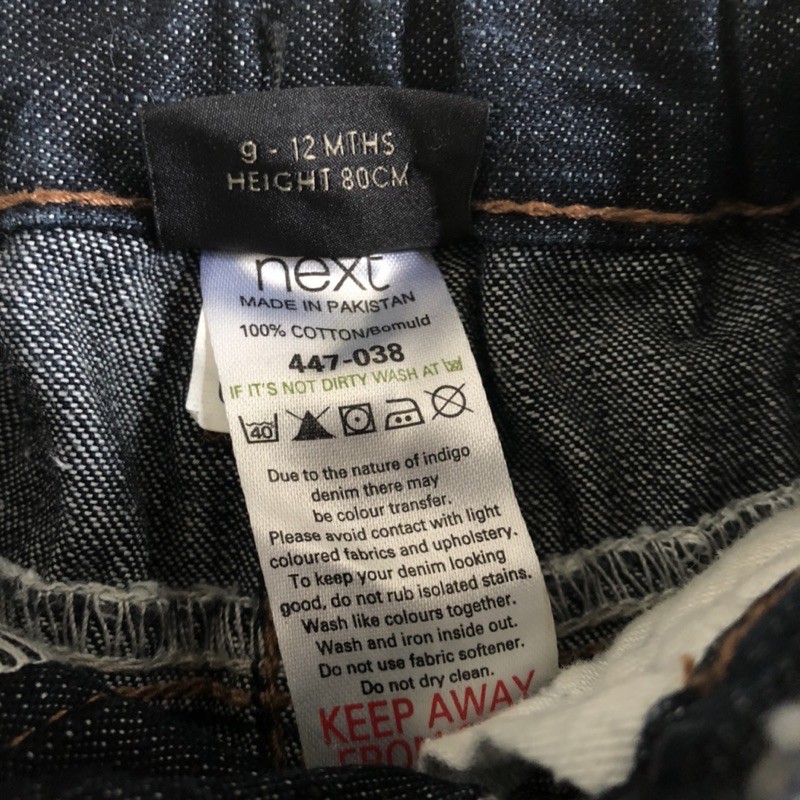 9 - 12 MTHS
HEIGHT 80CM
next
MADE IN PAKISTAN
100% COTTON/Bomuld
447-038
IF IT'S NOT DIRTY WASH AT
40
Due to the nature of indigo
denim there may
be colour transfer.
Please avoid contact with light
coloured fabrics and upholstery.
To keep your denim looking
good, do not rub isolated stains.
Wash like colours together.
Wash and iron inside out.
Do not use fabric softener.
Do not dry clean.
KEEP AWAY
FROM